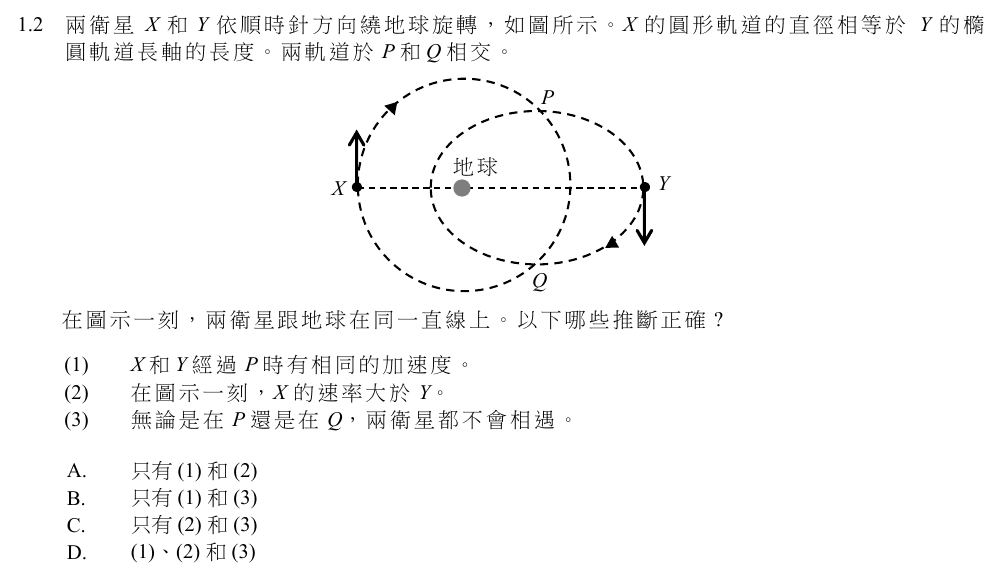 1.2 兩衛星 X 和 Y 依順時針方向繞地球旋轉，如圖所示。X 的圓形軌道的直徑相等於 Y 的橢
圓軌道長軸的長度。兩軌道於 P 和 Q 相交。
P
地球
X
Y
Q
在圖示一刻，兩衛星跟地球在同一直線上。以下哪些推斷正確？
(1) X 和 Y 經過 P 時有相同的加速度。
(2) 在圖示一刻，X 的速率大於 Y。
(3) 無論是在 P 還是在 Q，兩衛星都不會相遇。
A. 只有 (1) 和 (2)
B. 只有 (1) 和 (3)
C. 只有 (2) 和 (3)
D. (1)、(2) 和 (3)